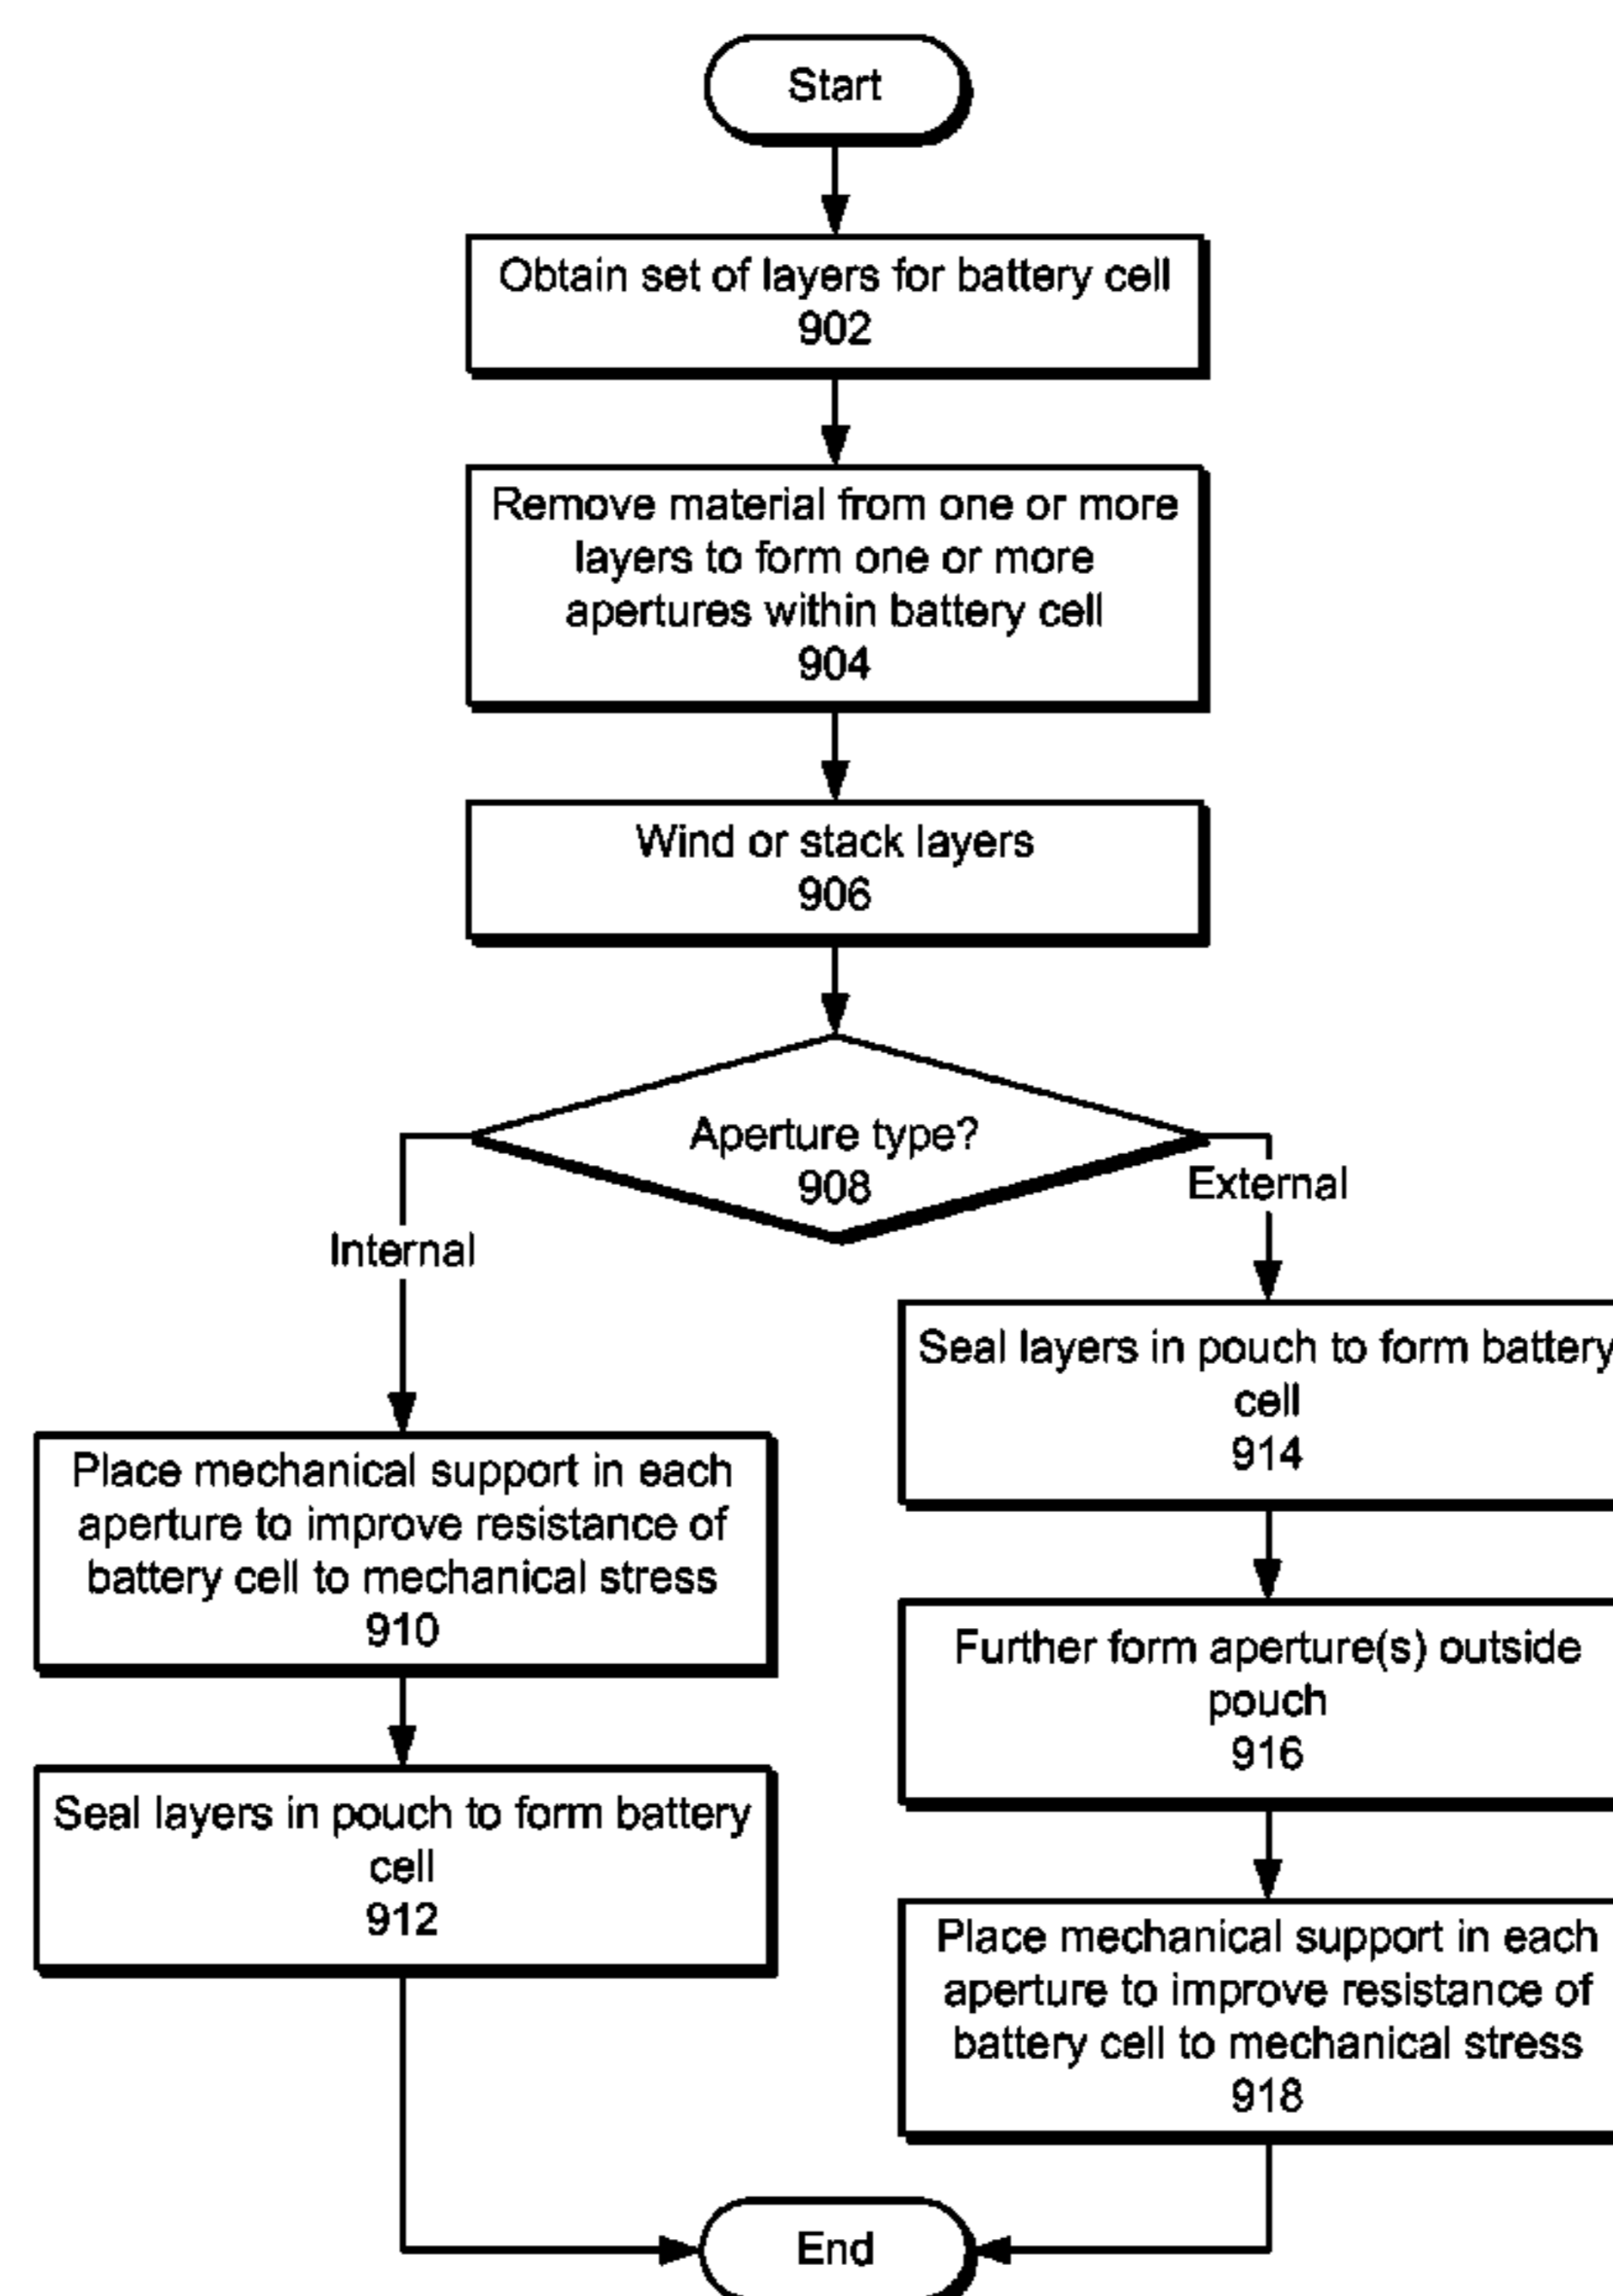 Start
Obtain set of layers for battery cell
902
Remove material from one or more
layers to form one or more
apertures within battery cell
904
Wind or stack layers
906
Aperture type?
908
Internal
External
Place mechanical support in each
aperture to improve resistance of
battery cell to mechanical stress
910
Seal layers in pouch to form battery
cell
912
Seal layers in pouch to form battery
cell
914
Further form aperture(s) outside
pouch
916
Place mechanical support in each
aperture to improve resistance of
battery cell to mechanical stress
918
End